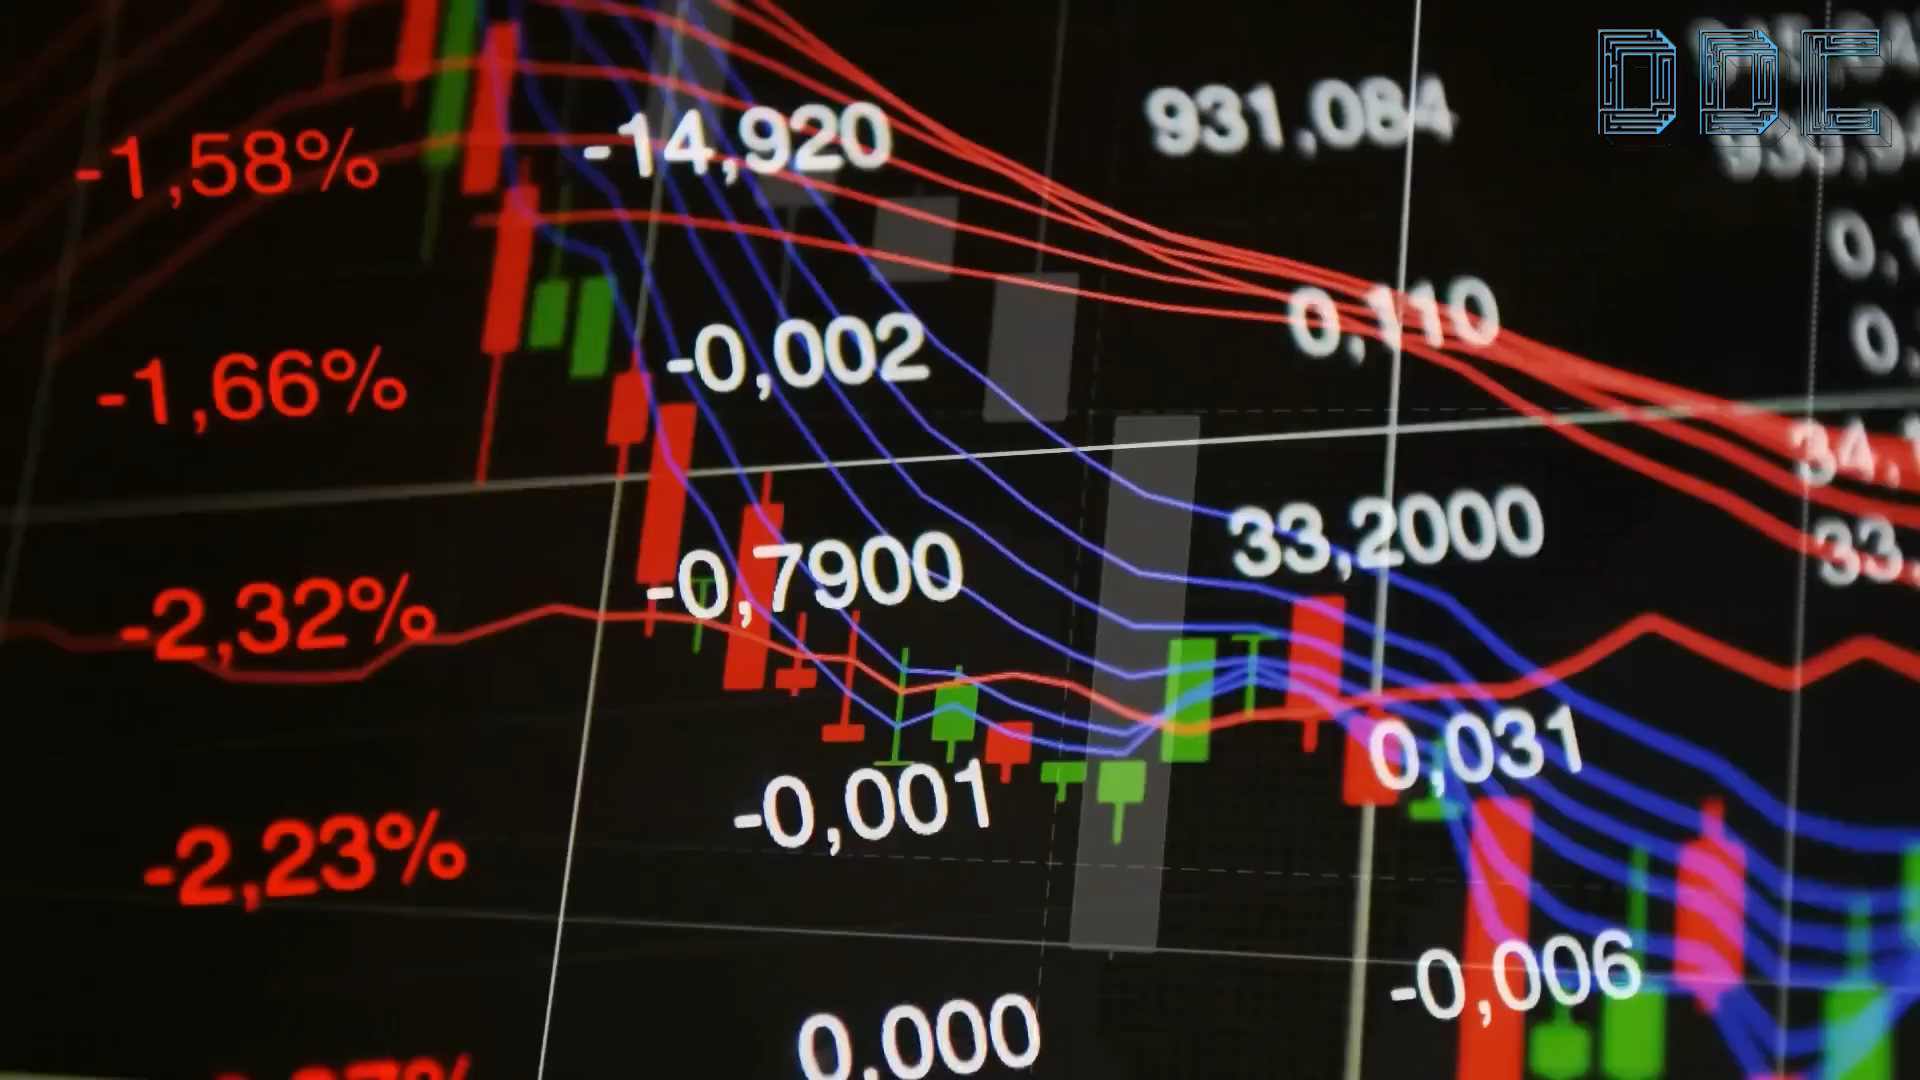 DDC
-1,58% -14,920 931,084
-1,66% -0,002 0,110
-2,32% -0,7900 33,2000
-2,23% -0,001 0,031
0,000 -0,006